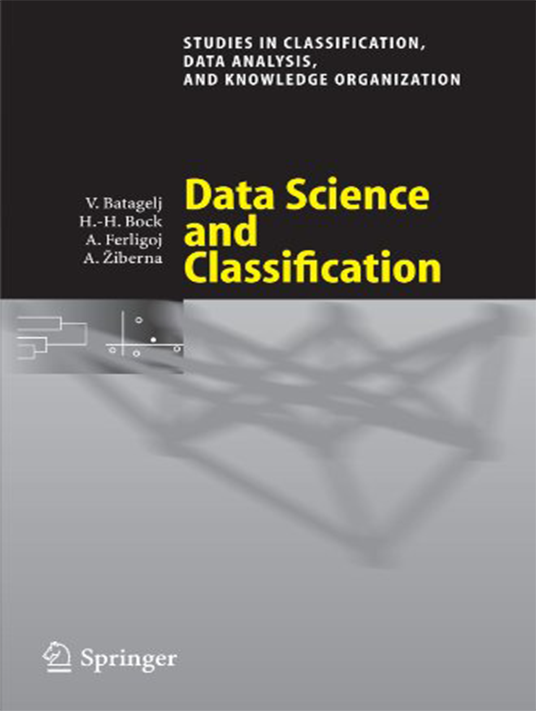 STUDIES IN CLASSIFICATION,
DATA ANALYSIS,
AND KNOWLEDGE ORGANIZATION
V. Batagelj
H.-H. Bock
A. Ferligoj
A. Žiberna
Data Science
and
Classification
Springer